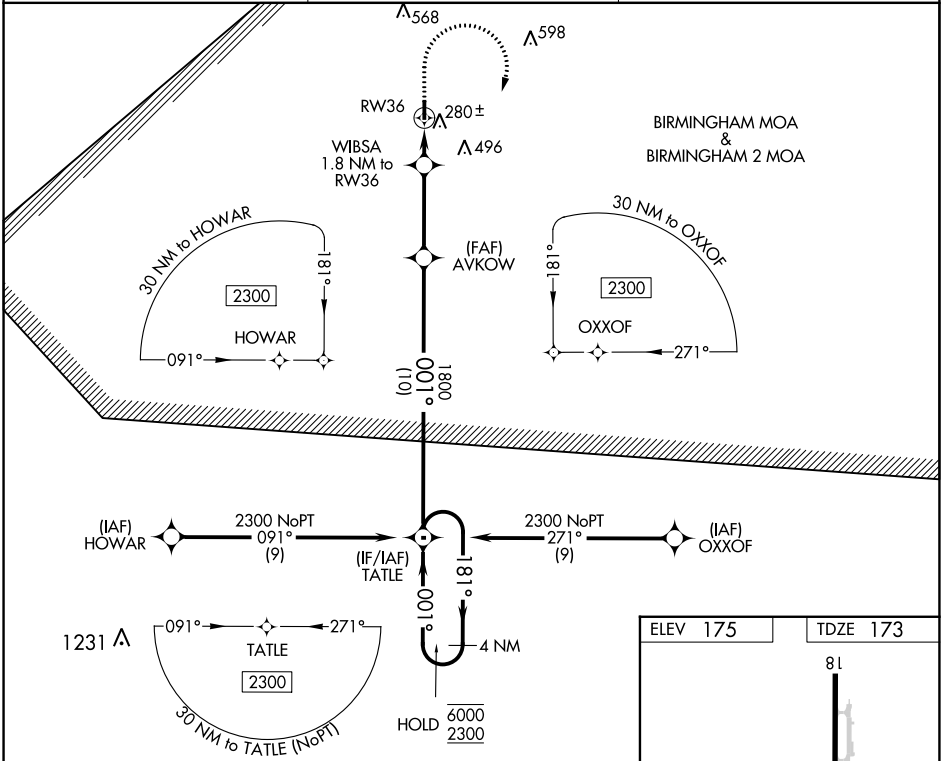 568
598
RW36
280±
WIBSA
1.8 NM to
RW36
496
BIRMINGHAM MOA
&
BIRMINGHAM 2 MOA
(FAF)
AVKOW
30 NM to HOWAR
181°
2300
HOWAR
091°
30 NM to OXXOF
181°
2300
OXXOF
271°
1800
001°
(10)
(IAF)
HOWAR
2300 NoPT
091°
(9)
(IF/IAF)
TATLE
2300 NoPT
271°
(9)
(IAF)
OXXOF
181°
001°
4 NM
1231
091°
271°
TATLE
2300
30 NM to TATLE (NoPT)
HOLD
6000
2300
ELEV 175
TDZE 173
18